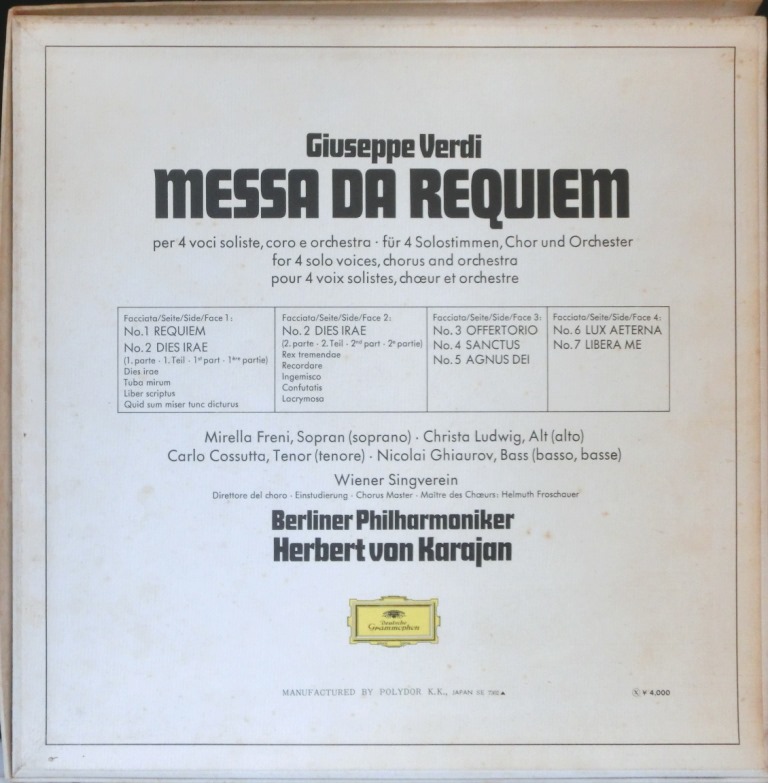 Giuseppe Verdi
MESSA DA REQUIEM
per 4 voci soliste, coro e orchestra · für 4 Solostimmen, Chor und Orchester
for 4 solo voices, chorus and orchestra
pour 4 voix solistes, chœur et orchestre
Facciata/Seite/Side/Face 1:
No.1 REQUIEM
No.2 DIES IRAE
(1. parte · 1. Teil · 1st part · 1ère partie)
Dies irae
Tuba mirum
Liber scriptus
Quid sum miser tunc dicturus
Facciata/Seite/Side/Face 2:
No.2 DIES IRAE
(2. parte · 2. Teil · 2nd part · 2e partie)
Rex tremendae
Recordare
Ingemisco
Confutatis
Lacrymosa
Facciata/Seite/Side/Face 3:
No.3 OFFERTORIO
No.4 SANCTUS
No.5 AGNUS DEI
Facciata/Seite/Side/Face 4:
No.6 LUX AETERNA
No.7 LIBERA ME
Mirella Freni, Sopran (soprano) · Christa Ludwig, Alt (alto)
Carlo Cossutta, Tenor (tenore) · Nicolai Ghiaurov, Bass (basso, basse)
Wiener Singverein
Direttore del choro · Einstudierung · Chorus Master · Maître des Chœurs: Helmuth Froschauer
Berliner Philharmoniker
Herbert von Karajan
Deutsche
Grammophon
MANUFACTURED BY POLYDOR K.K., JAPAN
Ⓧ ¥ 4,000